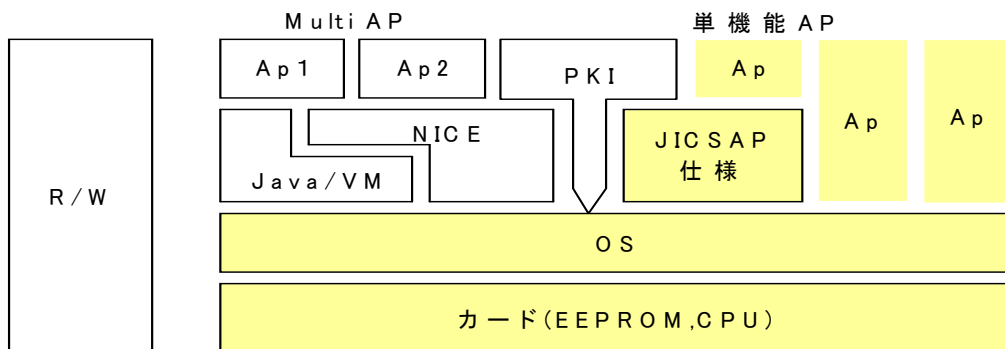 Multi AP
単機能AP
Ap1
Ap2
PKI
Ap
Ap
Ap
NICE
JICSAP
仕様
Java/VM
R/W
OS
カード(EEPROM,CPU)